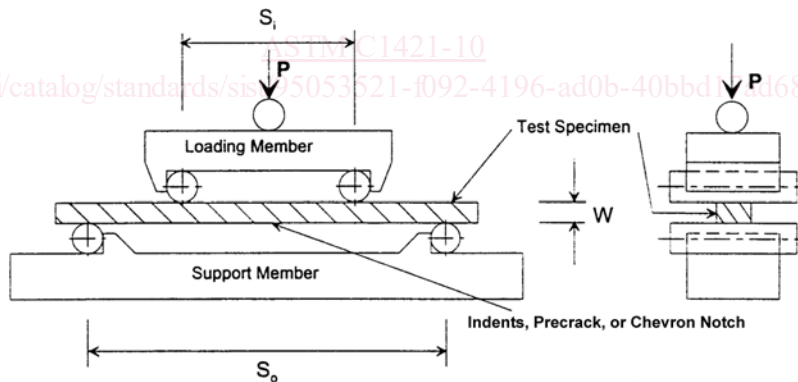 Si
ASTM C1421-10
/catalog/standards/sist/95053521-f092-4196-ad0b-40bbd
P
P
Loading Member
Test Specimen
W
Support Member
Indents, Precrack, or Chevron Notch
So